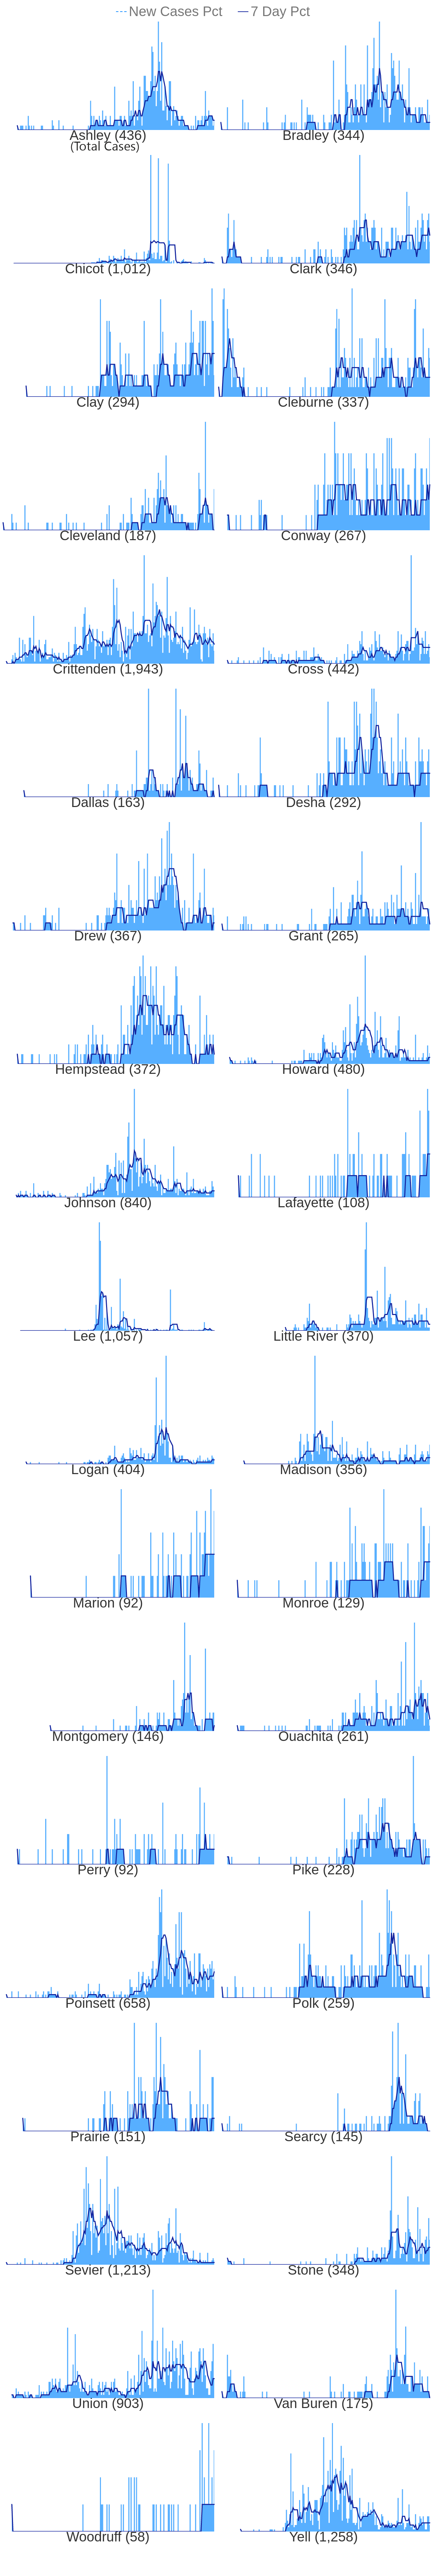 New Cases Pct 7 Day Pct
Ashley (436) Bradley (344)
(Total Cases)
Chicot (1,012) Clark (346)
Clay (294) Cleburne (337)
Cleveland (187) Conway (267)
Crittenden (1,943) Cross (442)
Dallas (163) Desha (292)
Drew (367) Grant (265)
Hempstead (372) Howard (480)
Johnson (840) Lafayette (108)
Lee (1,057) Little River (370)
Logan (404) Madison (356)
Marion (92) Monroe (129)
Montgomery (146) Ouachita (261)
Perry (92) Pike (228)
Poinsett (658) Polk (259)
Prairie (151) Searcy (145)
Sevier (1,213) Stone (348)
Union (903) Van Buren (175)
Woodruff (58) Yell (1,258)